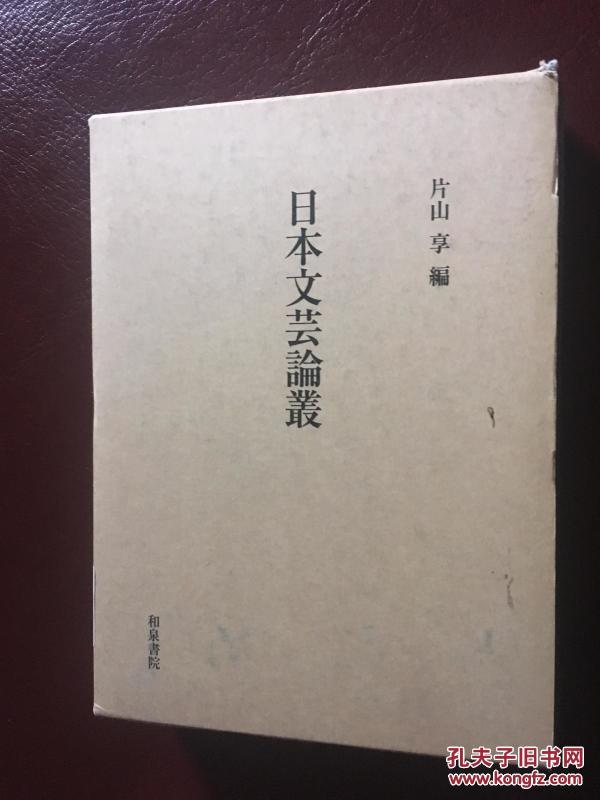 片山 享 編
日本文芸論叢
和泉書院
孔夫子旧书网
www.kongfz.com